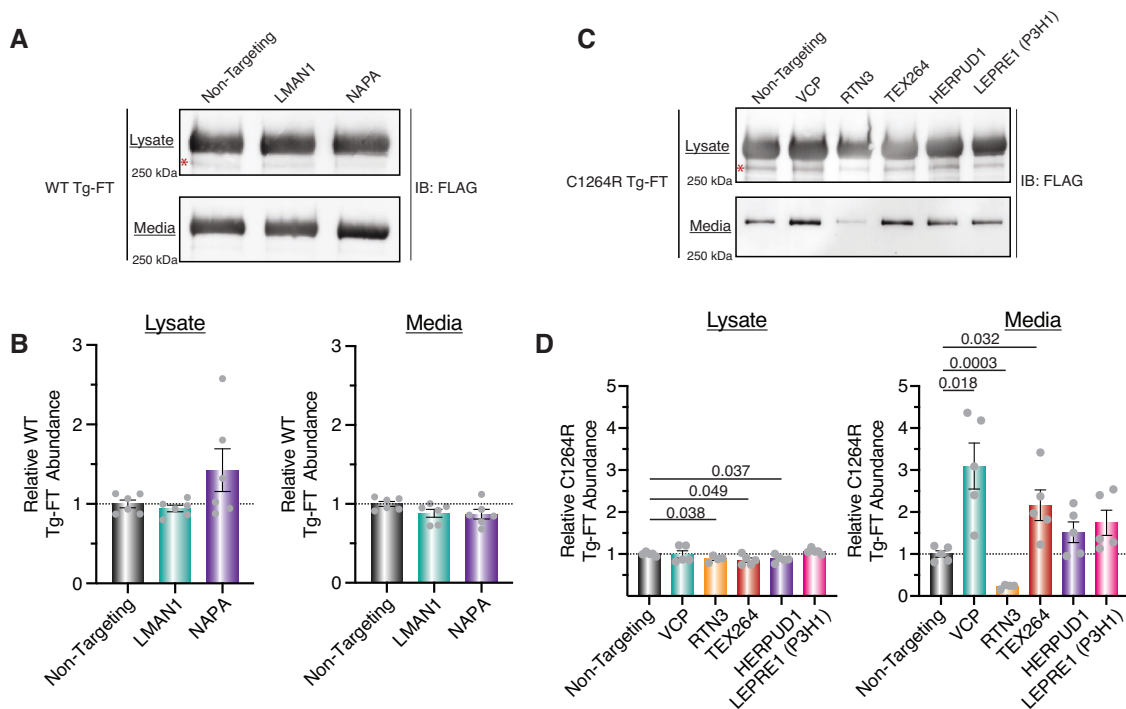 A
Non-Targeting
LMAN1
NAPA
Lysate
*
250 kDa
WT Tg-FT
IB: FLAG
Media
250 kDa
C
Non-Targeting
VCP
RTN3
TEX264
HERPUD1
LEPRE1 (P3H1)
Lysate
*
250 kDa
C1264R Tg-FT
IB: FLAG
Media
250 kDa
B
Lysate
Relative WT
Tg-FT Abundance
3
2
1
0
Non-Targeting
LMAN1
NAPA
Media
Relative WT
Tg-FT Abundance
3
2
1
0
Non-Targeting
LMAN1
NAPA
D
Lysate
Relative C1264R
Tg-FT Abundance
5
4
3
2
1
0
0.037
0.049
0.038
Non-Targeting
VCP
RTN3
TEX264
HERPUD1
LEPRE1 (P3H1)
Media
0.032
0.0003
0.018
Relative C1264R
Tg-FT Abundance
5
4
3
2
1
0
Non-Targeting
VCP
RTN3
TEX264
HERPUD1
LEPRE1 (P3H1)